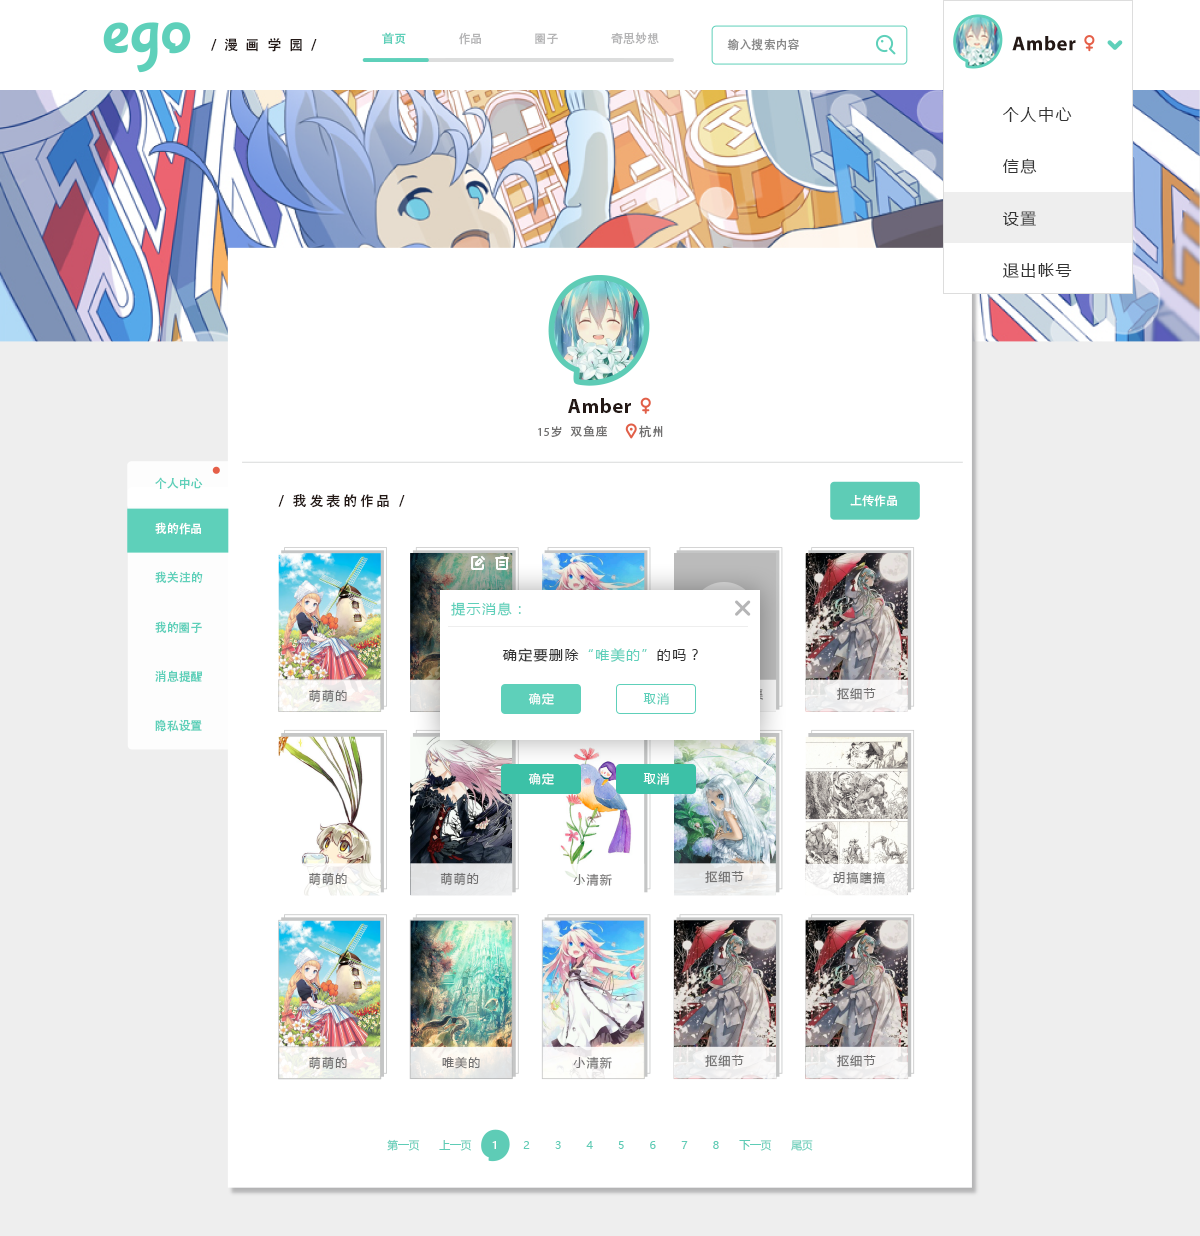 ego
/ 漫 画 学 园 /
首页
作品
圈子
奇思妙想
输入搜索内容
Amber
个人中心
信息
设置
退出帐号
Amber
15岁 双鱼座 杭州
个人中心
我的作品
我关注的
我的圈子
消息提醒
隐私设置
/ 我发表的作品 /
上传作品
提示消息：
确定要删除“唯美的”的吗？
确定
取消
确定
取消
萌萌的
抠细节
萌萌的
萌萌的
小清新
抠细节
胡搞瞎搞
萌萌的
唯美的
小清新
抠细节
抠细节
第一页 上一页 1 2 3 4 5 6 7 8 下一页 尾页